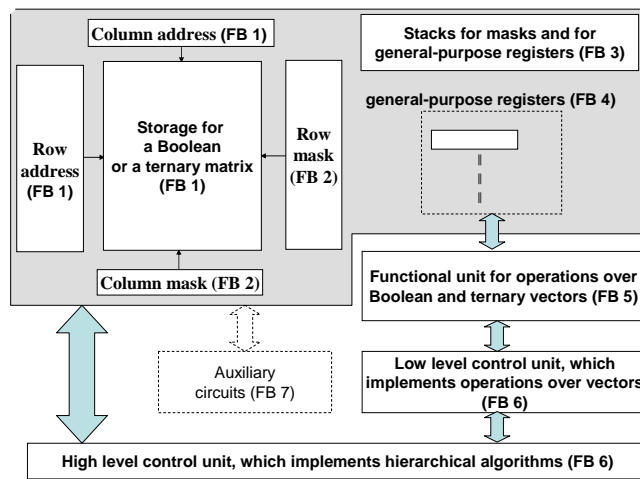 Column address (FB 1)
Stacks for masks and for
general-purpose registers (FB 3)
general-purpose registers (FB 4)
Storage for
a Boolean
or a ternary matrix
(FB 1)
Row
address
(FB 1)
Row
mask
(FB 2)
Column mask (FB 2)
Functional unit for operations over
Boolean and ternary vectors (FB 5)
Auxiliary
circuits (FB 7)
Low level control unit, which
implements operations over vectors
(FB 6)
High level control unit, which implements hierarchical algorithms (FB 6)